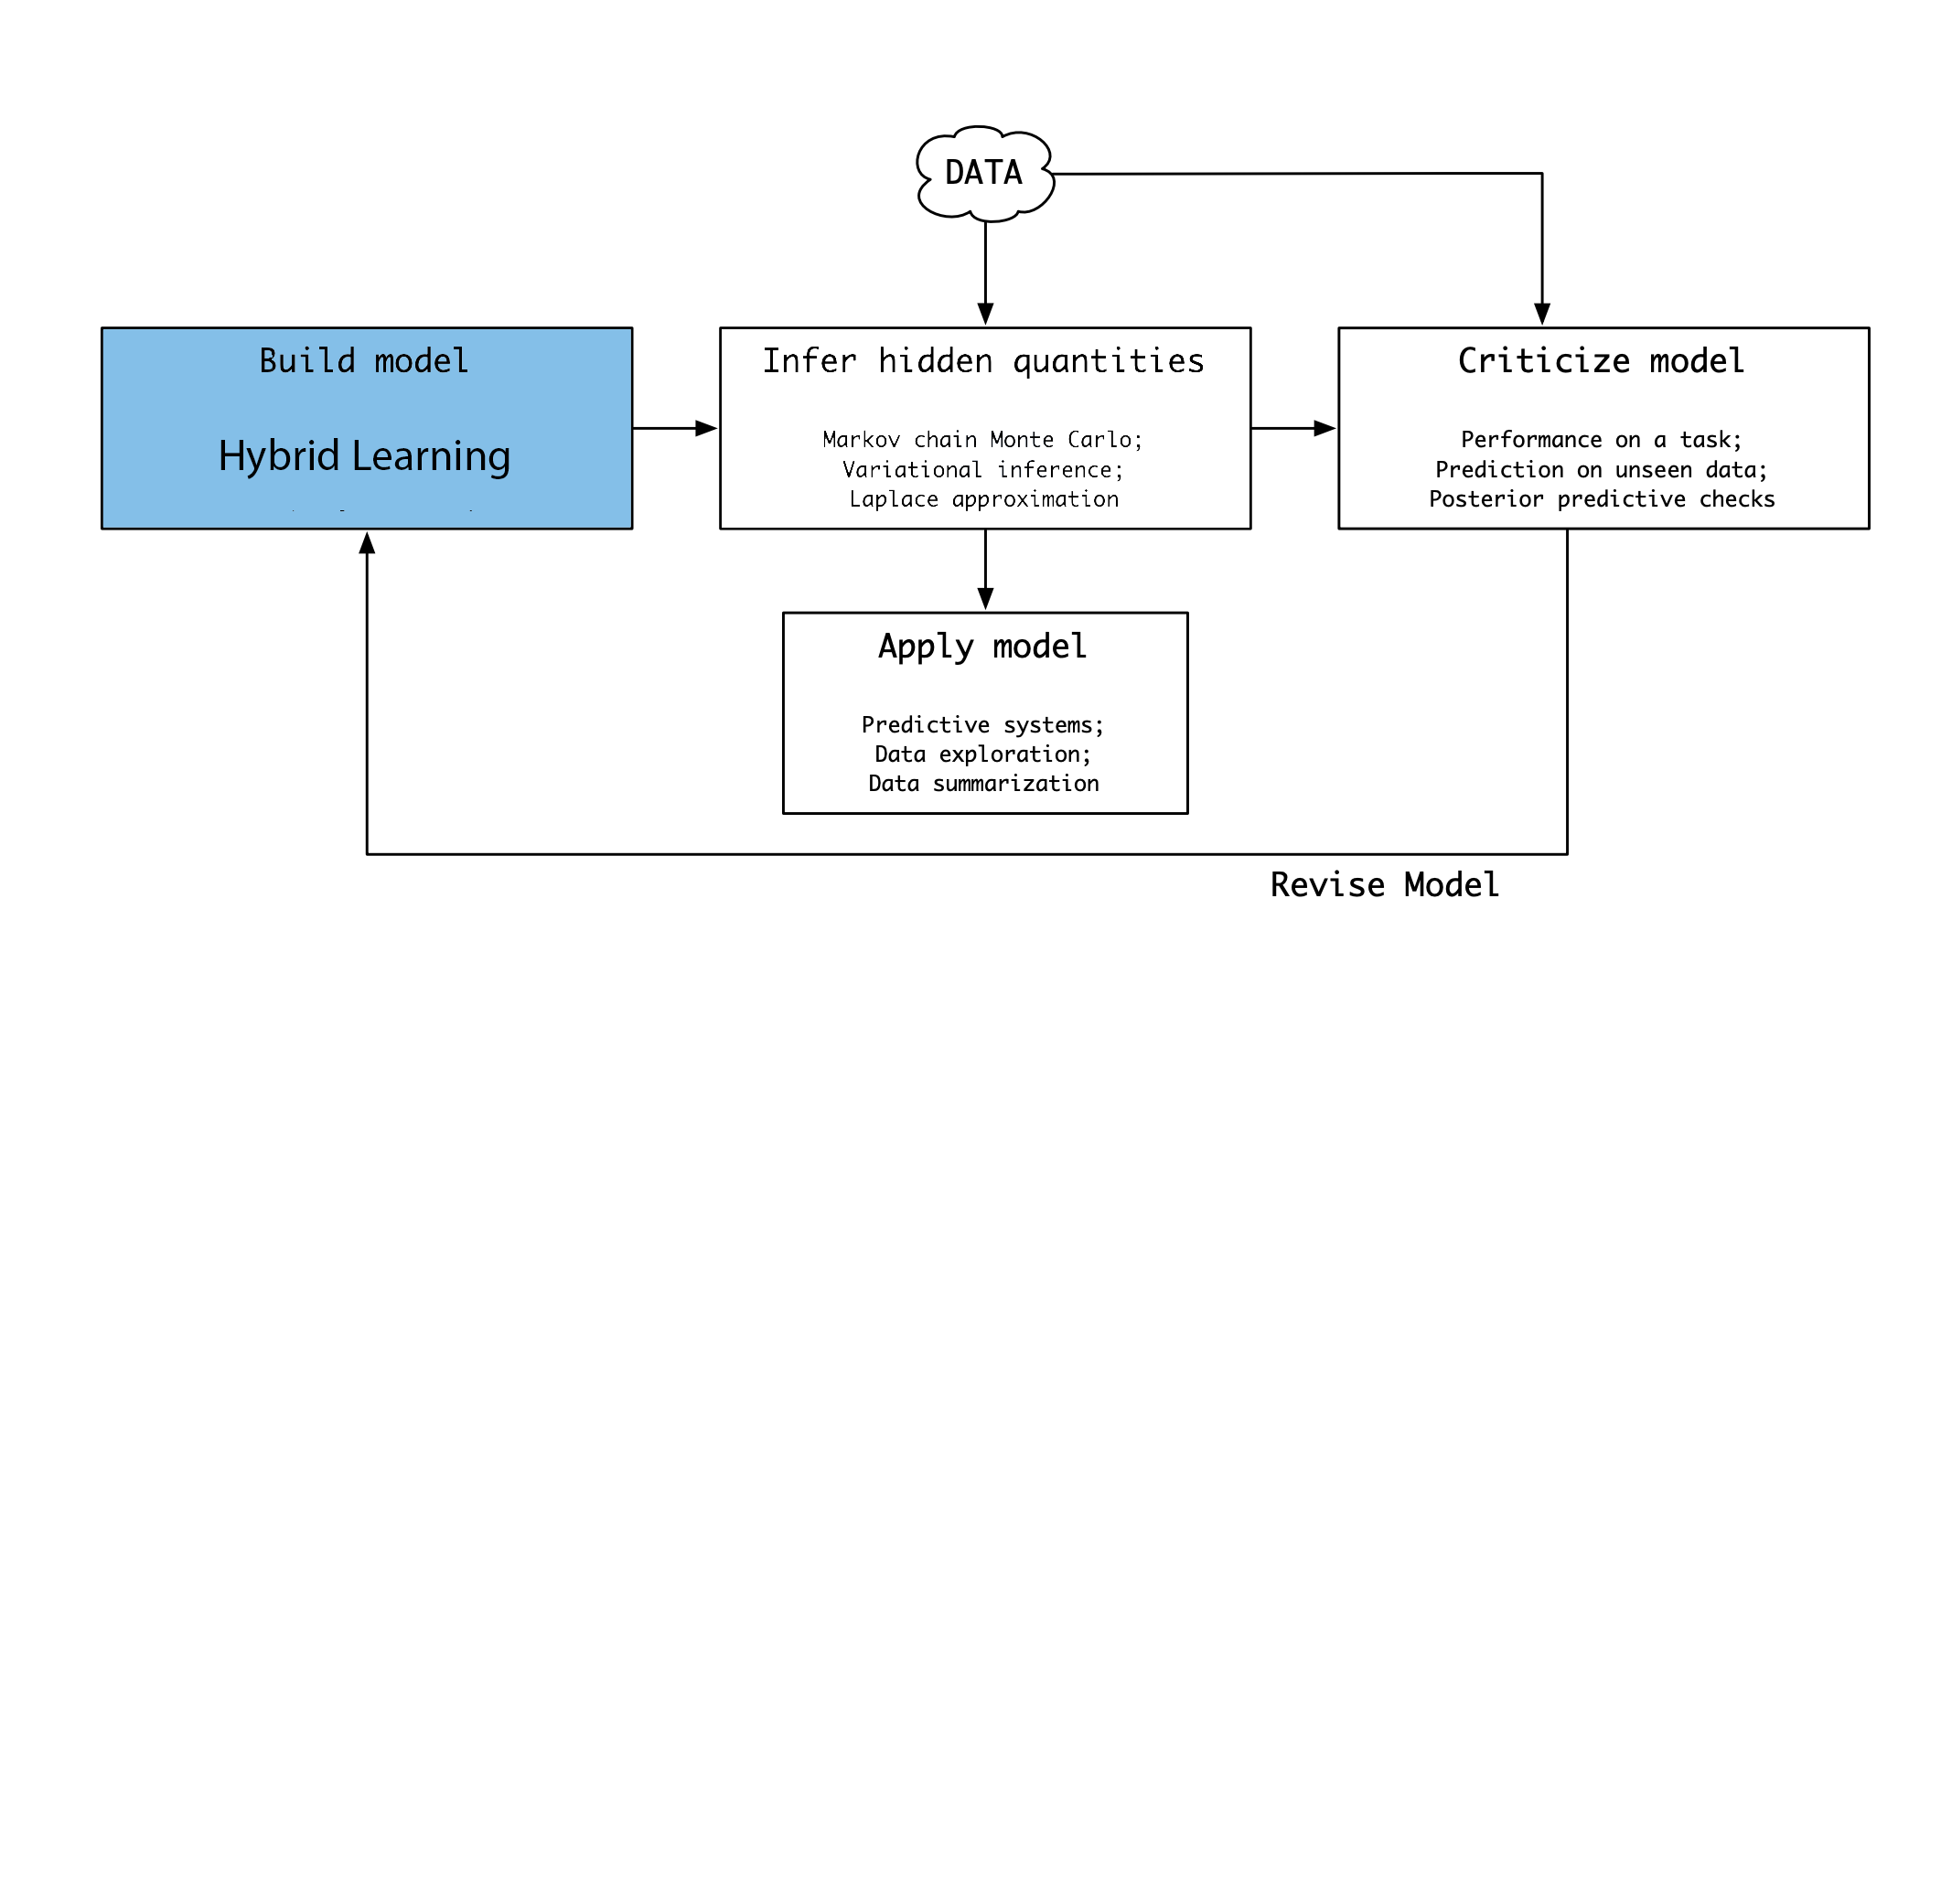 DATA
Build model
Hybrid Learning
Infer hidden quantities
Markov chain Monte Carlo;
Variational inference;
Laplace approximation
Criticize model
Performance on a task;
Prediction on unseen data;
Posterior predictive checks
Apply model
Predictive systems;
Data exploration;
Data summarization
Revise Model